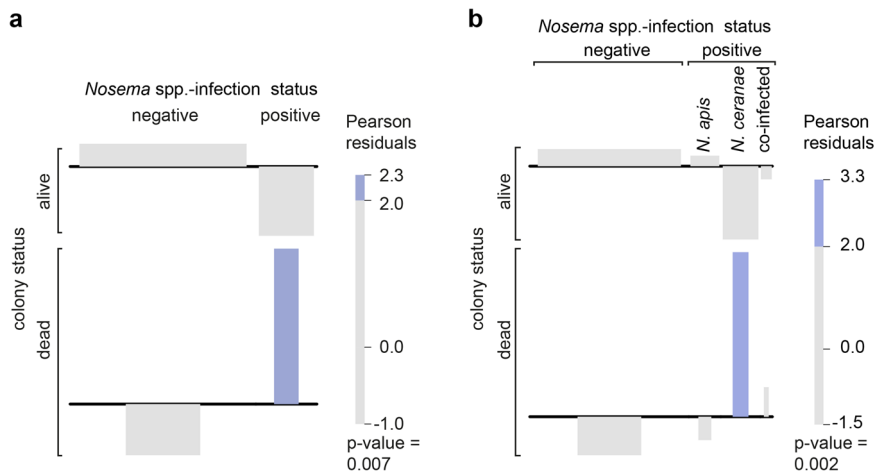 a
Nosema spp.-infection status
negative
positive
Pearson
residuals
2.3
2.0
0.0
-1.0
p-value =
0.007
colony status
alive
dead
b
Nosema spp.-infection status
negative
positive
N. apis
N. ceranae
co-infected
Pearson
residuals
3.3
2.0
0.0
-1.5
p-value =
0.002
colony status
alive
dead